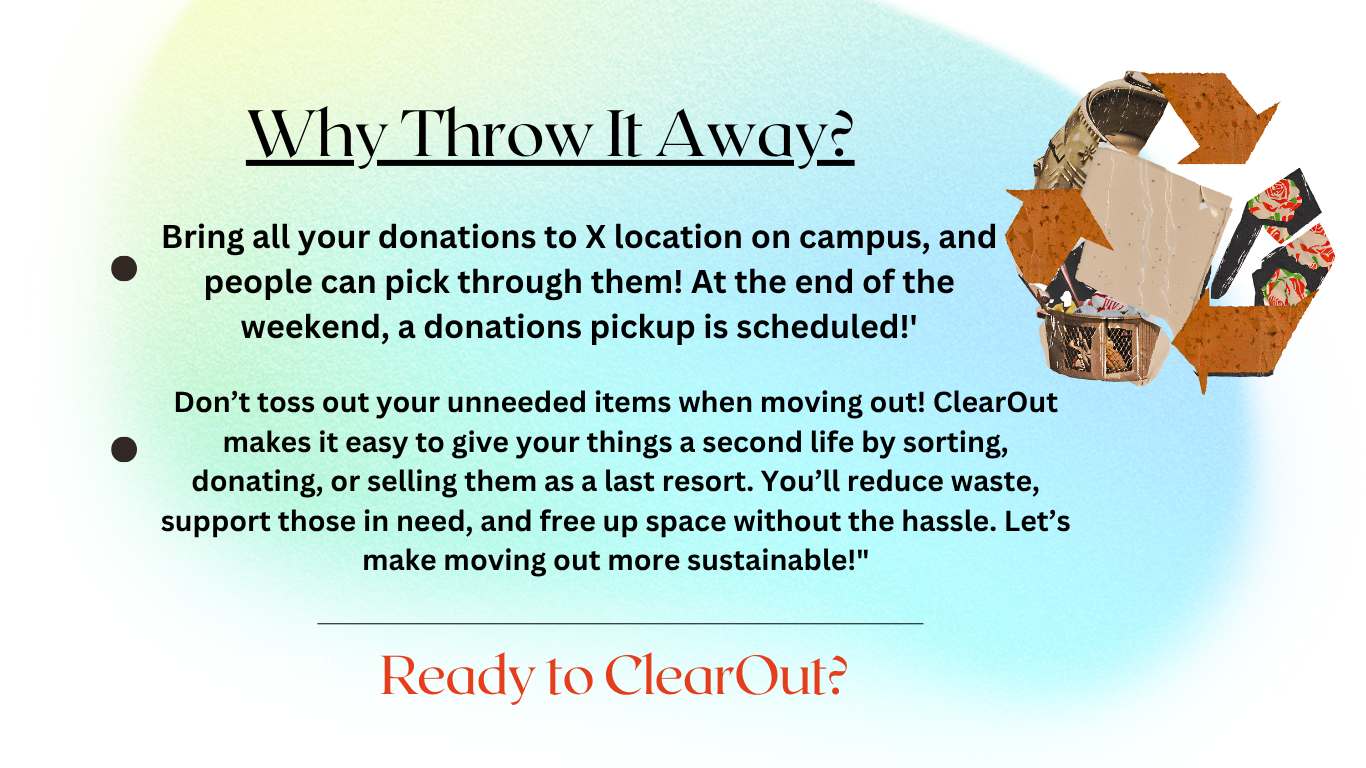 Why Throw It Away?
Bring all your donations to X location on campus, and
people can pick through them! At the end of the
weekend, a donations pickup is scheduled!'
Don’t toss out your unneeded items when moving out! ClearOut
makes it easy to give your things a second life by sorting,
donating, or selling them as a last resort. You’ll reduce waste,
support those in need, and free up space without the hassle. Let’s
make moving out more sustainable!"
Ready to ClearOut?